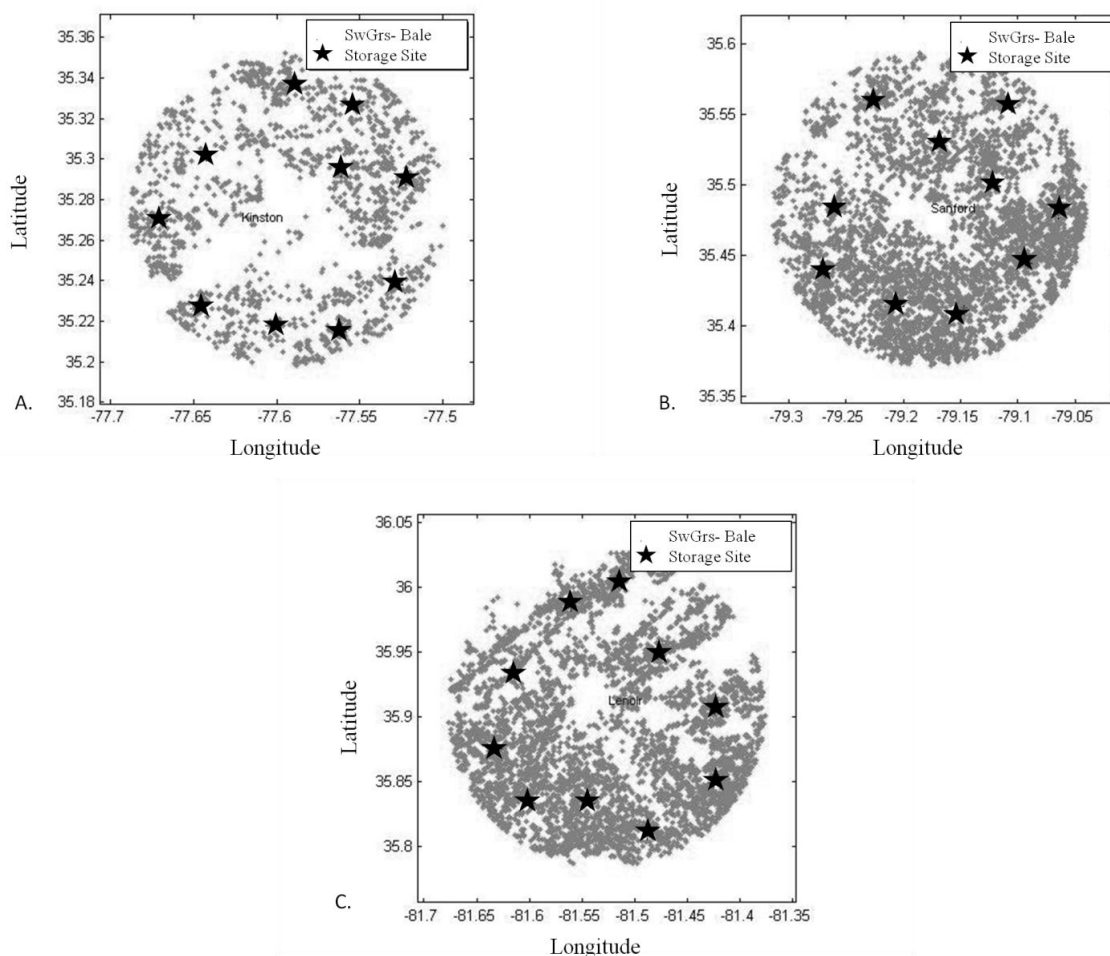 35.36
35.34
35.32
35.3
35.28
35.26
35.24
35.22
35.2
35.18
-77.7
-77.65
-77.6
-77.55
-77.5
Latitude
Longitude
SwGrs- Bale
Storage Site
Kinston
A.
35.6
35.55
35.5
35.45
35.4
35.35
-79.3
-79.25
-79.2
-79.15
-79.1
-79.05
Latitude
Longitude
SwGrs- Bale
Storage Site
Sanford
B.
36.05
36
35.95
35.9
35.85
35.8
-81.7
-81.65
-81.6
-81.55
-81.5
-81.45
-81.4
-81.35
Latitude
Longitude
SwGrs- Bale
Storage Site
Lenoir
C.